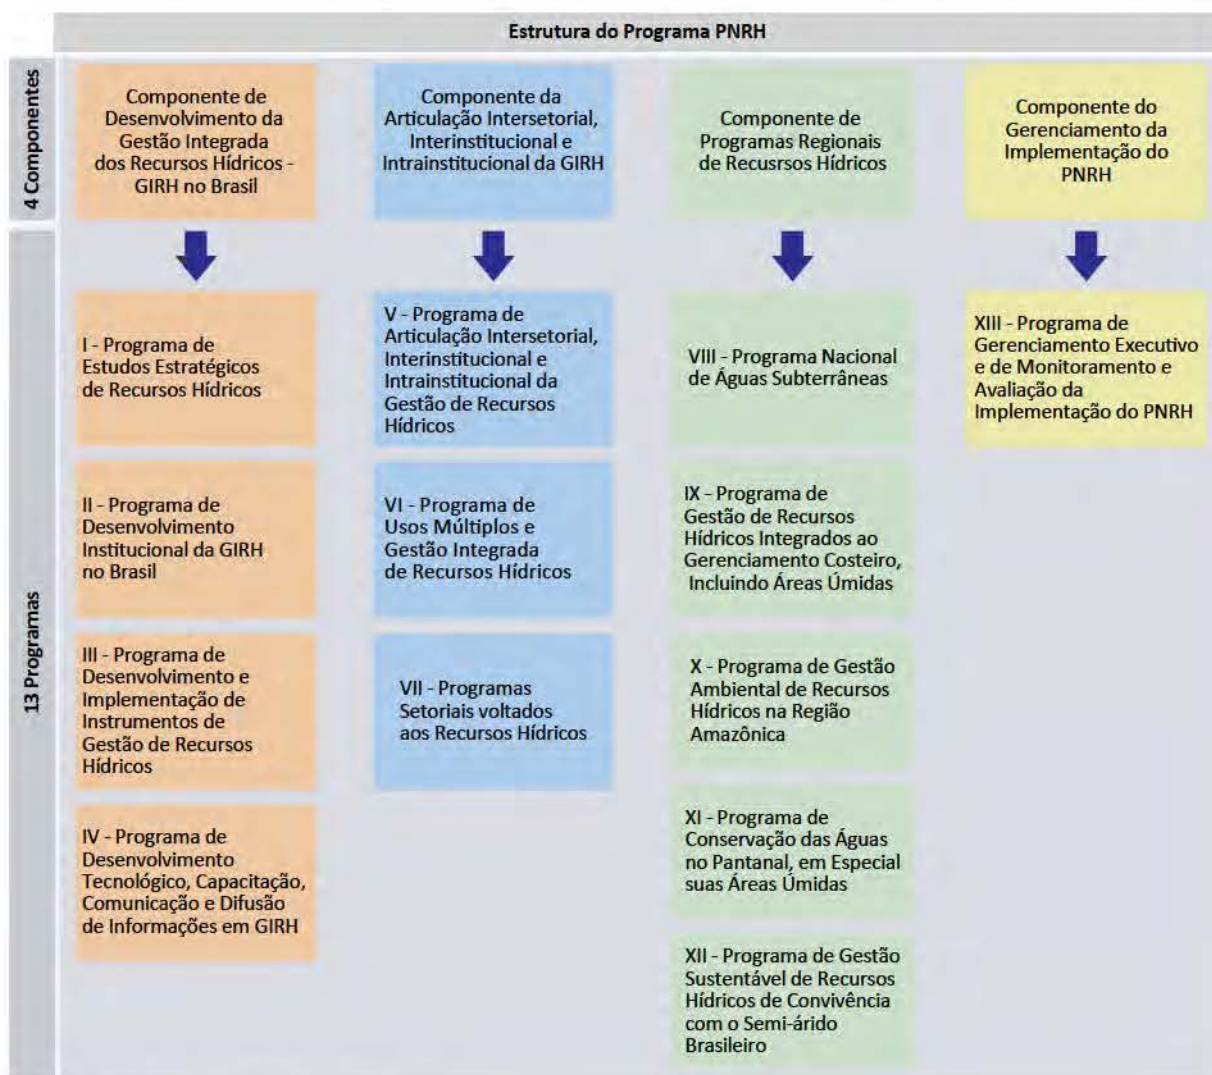 Estrutura do Programa PNRH
4 Componentes
Componente de
Desenvolvimento da
Gestão Integrada
dos Recursos Hídricos -
GIRH no Brasil
Componente da
Articulação Intersetorial,
Interinstitucional e
Intrainstitucional da GIRH
Componente de
Programas Regionais
de Recusrsos Hídricos
Componente do
Gerenciamento da
Implementação do
PNRH
13 Programas
I - Programa de
Estudos Estratégicos
de Recursos Hídricos
II - Programa de
Desenvolvimento
Institucional da GIRH
no Brasil
III - Programa de
Desenvolvimento e
Implementação de
Instrumentos de
Gestão de Recursos
Hídricos
IV - Programa de
Desenvolvimento
Tecnológico, Capacitação,
Comunicação e Difusão
de Informações em GIRH
V - Programa de
Articulação Intersetorial,
Interinstitucional e
Intrainstitucional da
Gestão de Recursos
Hídricos
VI - Programa de
Usos Múltiplos e
Gestão Integrada
de Recursos Hídricos
VII - Programas
Setoriais voltados
aos Recursos Hídricos
VIII - Programa Nacional
de Águas Subterrâneas
IX - Programa de
Gestão de Recursos
Hídricos Integrados ao
Gerenciamento Costeiro,
Incluindo Áreas Úmidas
X - Programa de Gestão
Ambiental de Recursos
Hídricos na Região
Amazônica
XI - Programa de
Conservação das Águas
no Pantanal, em Especial
suas Áreas Úmidas
XII - Programa de Gestão
Sustentável de Recursos
Hídricos de Convivência
com o Semi-árido
Brasileiro
XIII - Programa de
Gerenciamento Executivo
e de Monitoramento e
Avaliação da
Implementação do PNRH